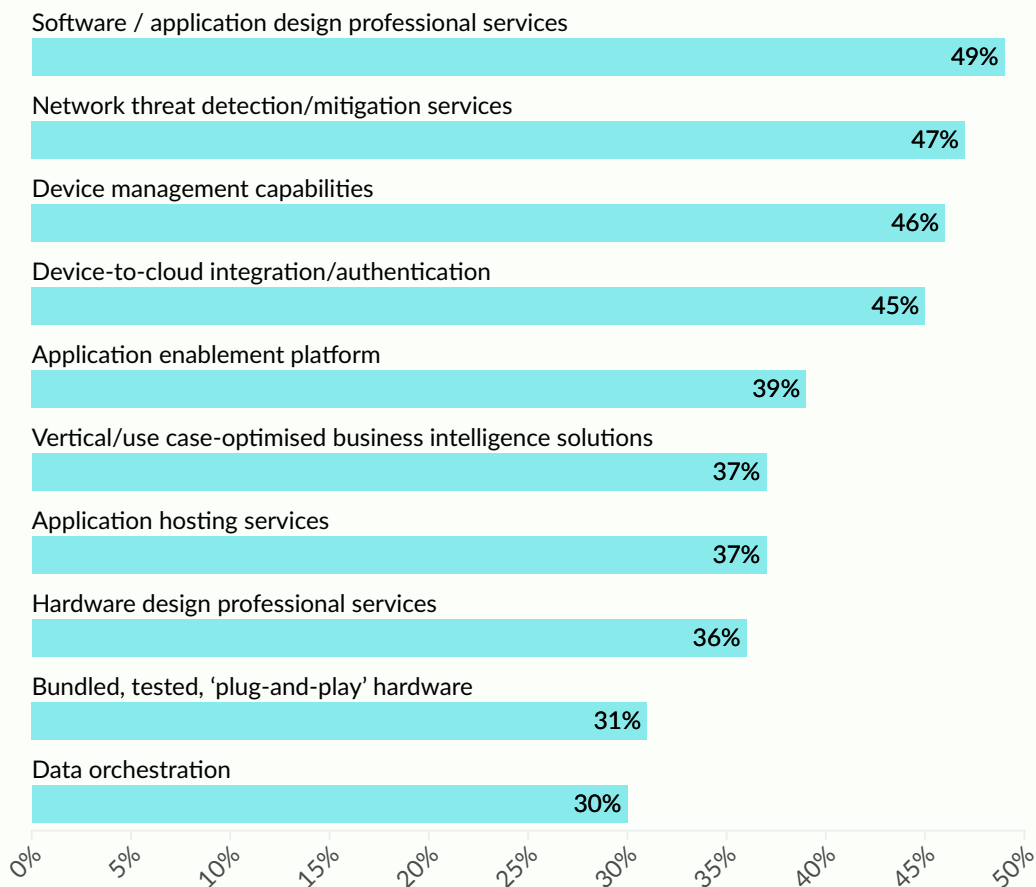 Software / application design professional services
49%
Network threat detection/mitigation services
47%
Device management capabilities
46%
Device-to-cloud integration/authentication
45%
Application enablement platform
39%
Vertical/use case-optimised business intelligence solutions
37%
Application hosting services
37%
Hardware design professional services
36%
Bundled, tested, ‘plug-and-play’ hardware
31%
Data orchestration
30%
0% 5% 10% 15% 20% 25% 30% 35% 40% 45% 50%